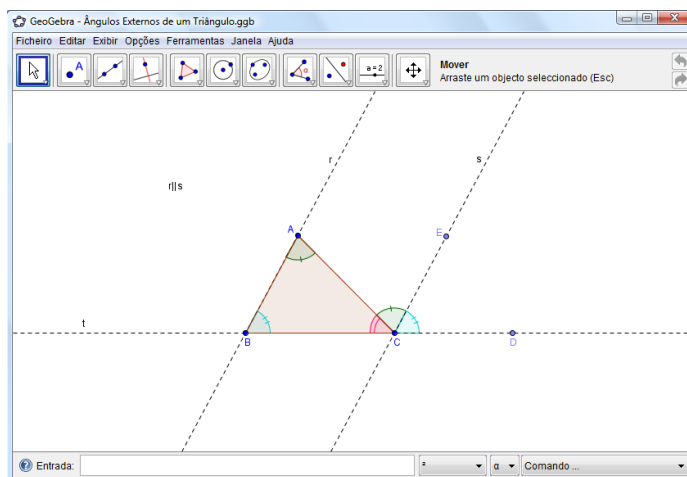 GeoGebra - Ângulos Externos de um Triângulo.ggb
Ficheiro Editar Exibir Opções Ferramentas Janela Ajuda
A
α
a = 2
Mover
Arraste um objecto seleccionado (Esc)
r
s
r||s
A
E
t
B
C
D
Entrada:
²
α
Comando ...